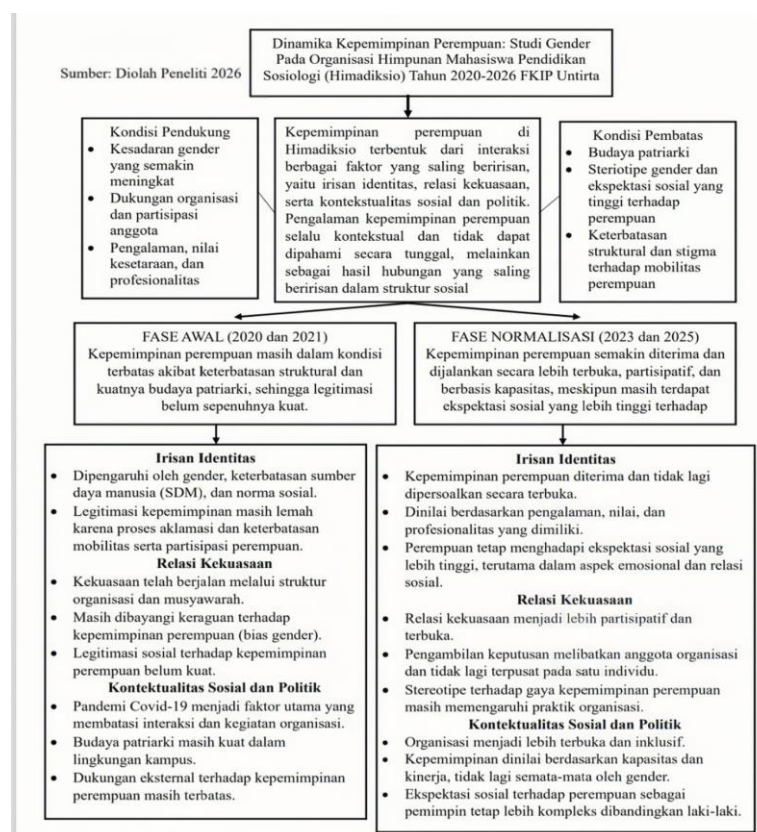 Dinamika Kepemimpinan Perempuan: Studi Gender
Pada Organisasi Himpunan Mahasiswa Pendidikan
Sosiologi (Himadiksio) Tahun 2020-2026 FKIP Untirta
Sumber: Diolah Peneliti 2026
Kondisi Pendukung
• Kesadaran gender
yang semakin
meningkat
• Dukungan organisasi
dan partisipasi
anggota
• Pengalaman, nilai
kesetaraan, dan
profesionalitas
Kepemimpinan perempuan di
Himadiksio terbentuk dari interaksi
berbagai faktor yang saling beririsan,
yaitu irisan identitas, relasi kekuasaan,
serta kontekstualitas sosial dan politik.
Pengalaman kepemimpinan perempuan
selalu kontekstual dan tidak dapat
dipahami secara tunggal, melainkan
sebagai hasil hubungan yang saling
beririsan dalam struktur sosial
Kondisi Pembatas
• Budaya patriarki
• Steriotipe gender dan
ekspektasi sosial yang
tinggi terhadap
perempuan
• Keterbatasan
struktural dan stigma
terhadap mobilitas
perempuan
FASE AWAL (2020 dan 2021)
Kepemimpinan perempuan masih dalam kondisi
terbatas akibat keterbatasan struktural dan
kuatnya budaya patriarki, sehingga legitimasi
belum sepenuhnya kuat.
FASE NORMALISASI (2023 dan 2025)
Kepemimpinan perempuan semakin diterima dan
dijalankan secara lebih terbuka, partisipatif, dan
berbasis kapasitas, meskipun masih terdapat
ekspektasi sosial yang lebih tinggi terhadap
Irisan Identitas
• Dipengaruhi oleh gender, keterbatasan sumber
daya manusia (SDM), dan norma sosial.
• Legitimasi kepemimpinan masih lemah
karena proses aklamasi dan keterbatasan
mobilitas serta partisipasi perempuan.
Relasi Kekuasaan
• Kekuasaan telah berjalan melalui struktur
organisasi dan musyawarah.
• Masih dibayangi keraguan terhadap
kepemimpinan perempuan (bias gender).
• Legitimasi sosial terhadap kepemimpinan
perempuan belum kuat.
Kontektualitas Sosial dan Politik
• Pandemi Covid-19 menjadi faktor utama yang
membatasi interaksi dan kegiatan organisasi.
• Budaya patriarki masih kuat dalam
lingkungan kampus.
• Dukungan eksternal terhadap kepemimpinan
perempuan masih terbatas.
Irisan Identitas
• Kepemimpinan perempuan diterima dan tidak lagi
dipersoalkan secara terbuka.
• Dinilai berdasarkan pengalaman, nilai, dan
profesionalitas yang dimiliki.
• Perempuan tetap menghadapi ekspektasi sosial yang
lebih tinggi, terutama dalam aspek emosional dan relasi
sosial.
Relasi Kekuasaan
• Relasi kekuasaan menjadi lebih partisipatif dan
terbuka.
• Pengambilan keputusan melibatkan anggota organisasi
dan tidak lagi terpusat pada satu individu.
• Stereotipe terhadap gaya kepemimpinan perempuan
masih memengaruhi praktik organisasi.
Kontektualitas Sosial dan Politik
• Organisasi menjadi lebih terbuka dan inklusif.
• Kepemimpinan dinilai berdasarkan kapasitas dan
kinerja, tidak lagi semata-mata oleh gender.
• Ekspektasi sosial terhadap perempuan sebagai
pemimpin tetap lebih kompleks dibandingkan laki-laki.